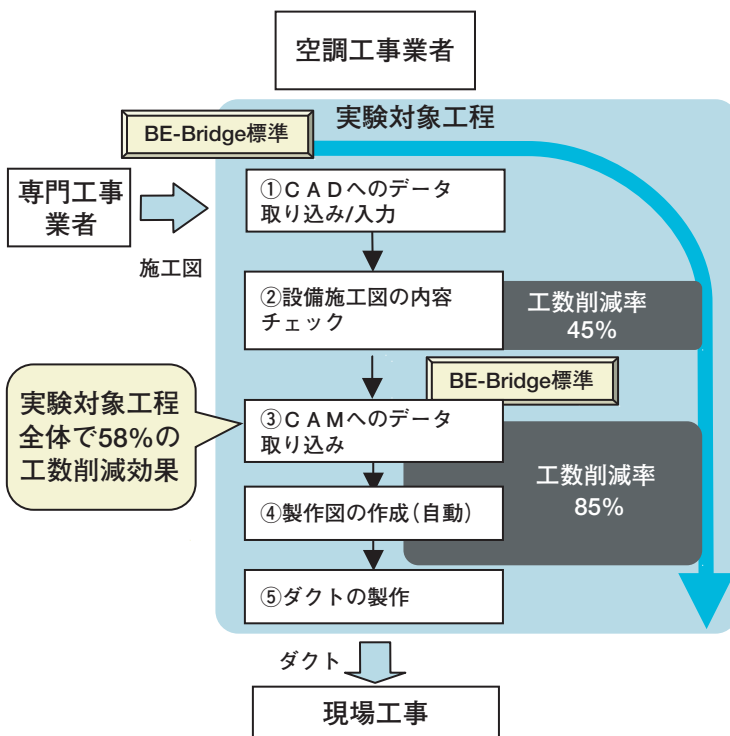 空調工事業者
実験対象工程
BE-Bridge標準
専門工事
業者
施工図
①CADへのデータ
取り込み/入力
②設備施工図の内容
チェック
工数削減率
45%
BE-Bridge標準
実験対象工程
全体で58%の
工数削減効果
③CAMへのデータ
取り込み
工数削減率
85%
④製作図の作成(自動)
⑤ダクトの製作
ダクト
現場工事